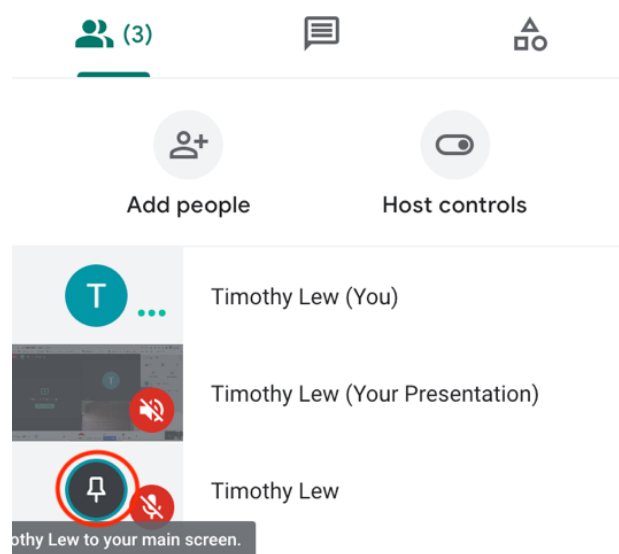 (3)
Add people
Host controls
T
Timothy Lew (You)
T
Timothy Lew (Your Presentation)
Timothy Lew
othy Lew to your main screen.